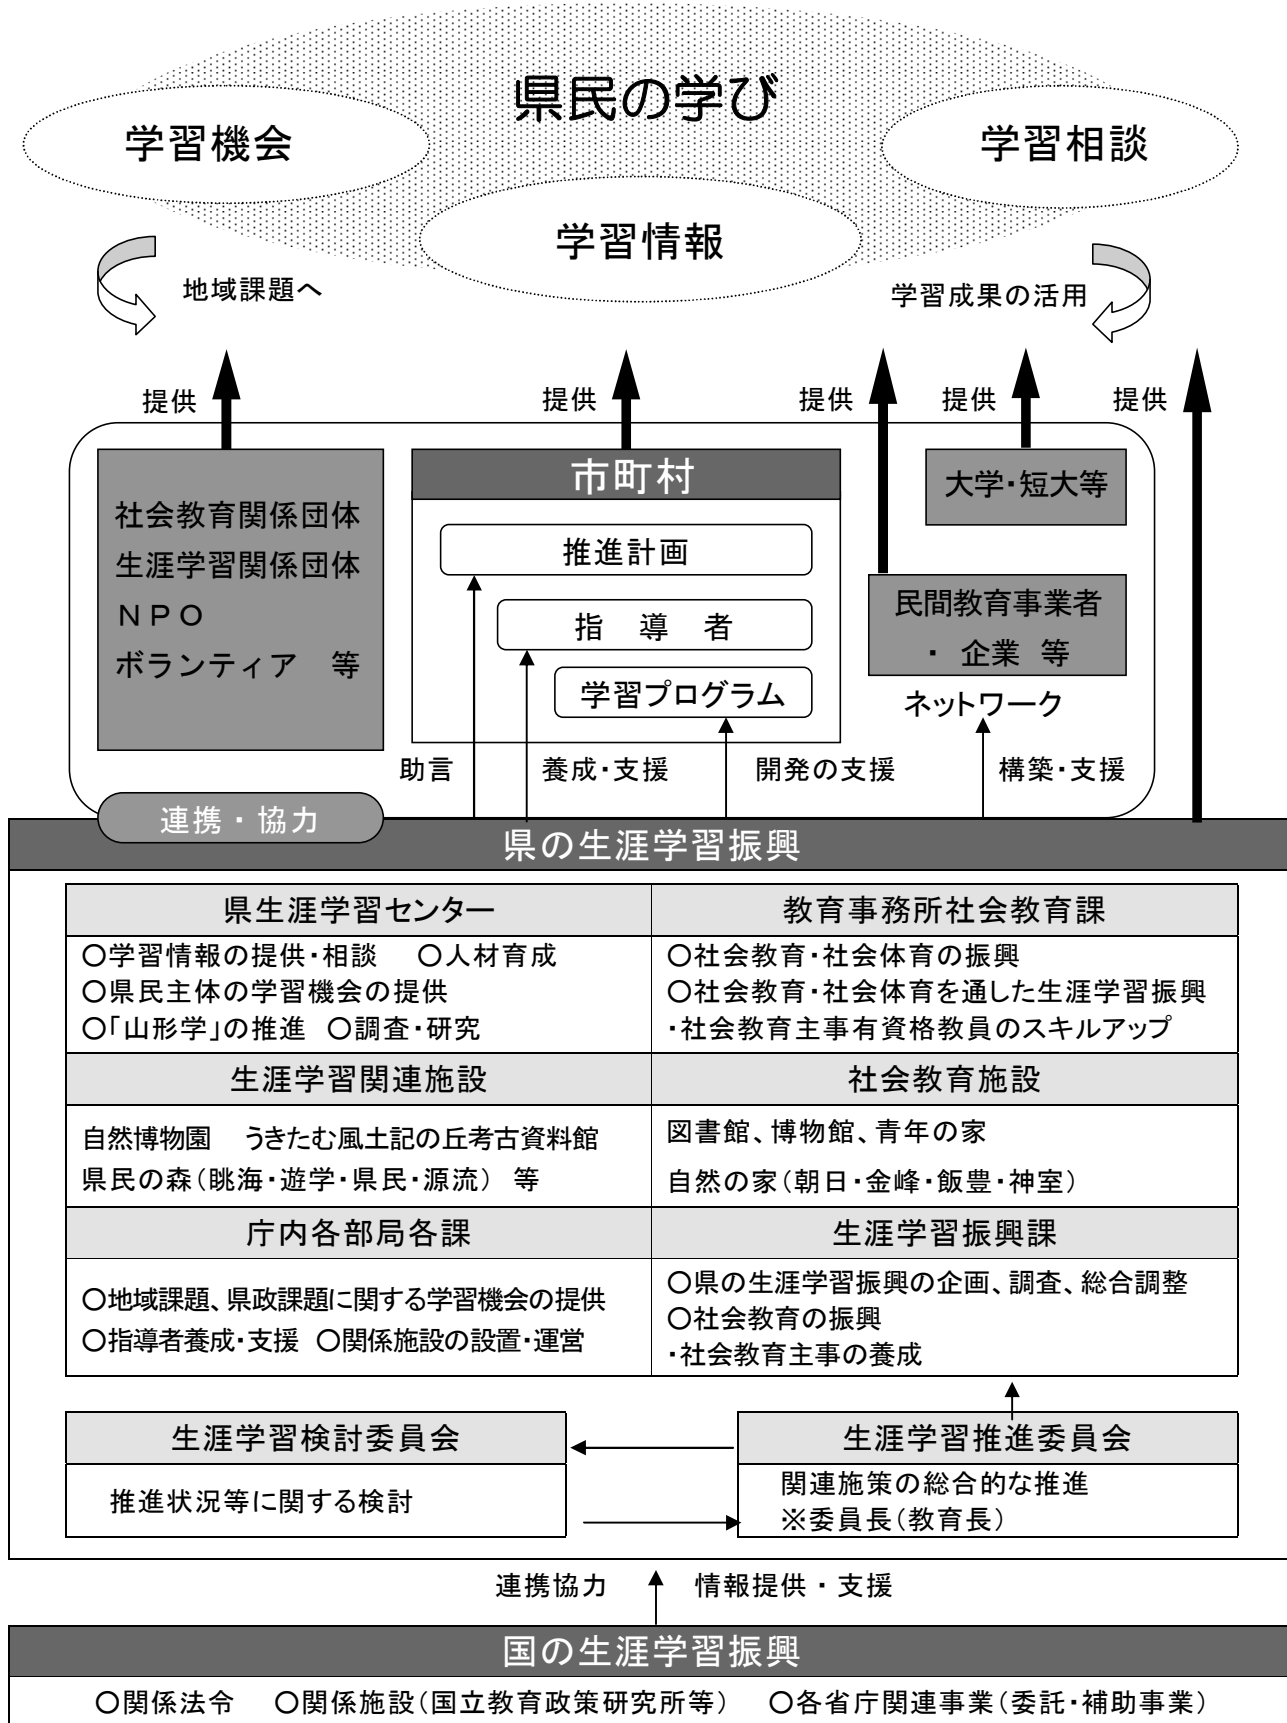 県民の学び
学習機会
学習相談
学習情報
地域課題へ
学習成果の活用
提供
提供
提供
提供
提供
社会教育関係団体
生涯学習関係団体
ＮＰＯ
ボランティア　等
市町村
推進計画
指　導　者
学習プログラム
大学・短大等
民間教育事業者
・ 企業 等
ネットワーク
助言
養成・支援
開発の支援
構築・支援
連携・協力
県の生涯学習振興
県生涯学習センター
○学習情報の提供・相談　○人材育成
○県民主体の学習機会の提供
○「山形学」の推進　○調査・研究
教育事務所社会教育課
○社会教育・社会体育の振興
○社会教育・社会体育を通した生涯学習振興
・社会教育主事有資格教員のスキルアップ
生涯学習関連施設
自然博物園　うきたむ風土記の丘考古資料館
県民の森（眺海・遊学・県民・源流）　等
社会教育施設
図書館、博物館、青年の家
自然の家（朝日・金峰・飯豊・神室）
庁内各部局各課
○地域課題、県政課題に関する学習機会の提供
○指導者養成・支援　○関係施設の設置・運営
生涯学習振興課
○県の生涯学習振興の企画、調査、総合調整
○社会教育の振興
・社会教育主事の養成
生涯学習検討委員会
推進状況等に関する検討
生涯学習推進委員会
関連施策の総合的な推進
※委員長（教育長）
連携協力　情報提供・支援
国の生涯学習振興
○関係法令　○関係施設（国立教育政策研究所等）　○各省庁関連事業（委託・補助事業）